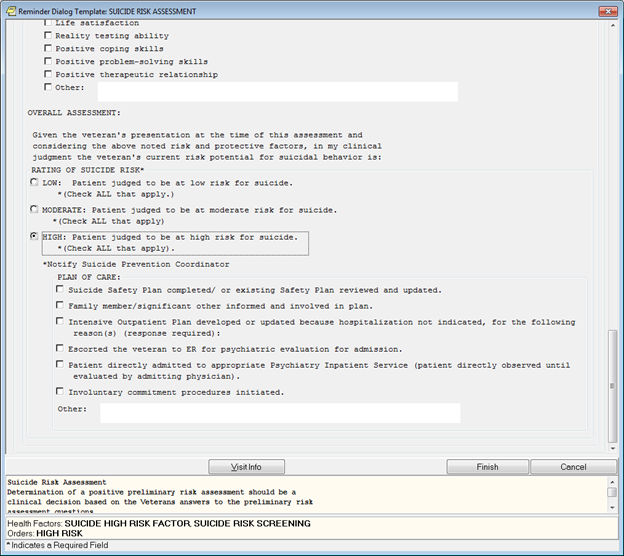 Reminder Dialog Template: SUICIDE RISK ASSESSMENT
Life satisfaction
Reality testing ability
Positive coping skills
Positive problem-solving skills
Positive therapeutic relationship
Other:
OVERALL ASSESSMENT:
Given the veteran's presentation at the time of this assessment and
considering the above noted risk and protective factors, in my clinical
judgment the veteran's current risk potential for suicidal behavior is:
RATING OF SUICIDE RISK*
LOW: Patient judged to be at low risk for suicide.
*(Check ALL that apply.)
MODERATE: Patient judged to be at moderate risk for suicide.
*(Check ALL that apply)
HIGH: Patient judged to be at high risk for suicide.
*(Check ALL that apply).
*Notify Suicide Prevention Coordinator
PLAN OF CARE:
Suicide Safety Plan completed/ or existing Safety Plan reviewed and updated.
Family member/significant other informed and involved in plan.
Intensive Outpatient Plan developed or updated because hospitalization not indicated, for the following
reason(s) (response required):
Escorted the veteran to ER for psychiatric evaluation for admission.
Patient directly admitted to appropriate Psychiatry Inpatient Service (patient directly observed until
evaluated by admitting physician).
Involuntary commitment procedures initiated.
Other:
Visit Info Finish Cancel
Suicide Risk Assessment
Determination of a positive preliminary risk assessment should be a
clinical decision based on the Veterans answers to the preliminary risk
assessment questions
Health Factors: SUICIDE HIGH RISK FACTOR, SUICIDE RISK SCREENING
Orders: HIGH RISK
* Indicates a Required Field